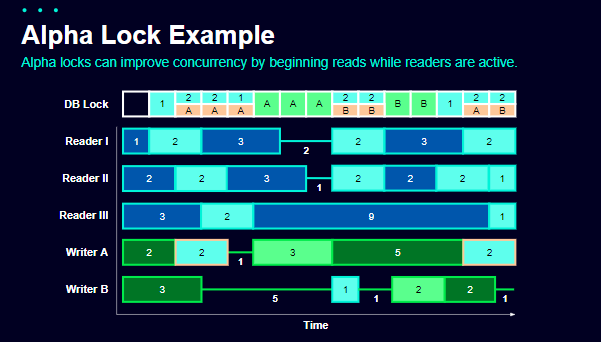 Alpha Lock Example
Alpha locks can improve concurrency by beginning reads while readers are active.
DB Lock 1 2 2 1 A A A 2 2 B B 1 2 2
A A A B B A B
Reader I 1 2 3 2 2 3 2
Reader II 2 2 3 1 2 2 2 1
Reader III 3 2 9 1
Writer A 2 2 1 3 5 2
Writer B 3 5 1 1 2 2 1
Time